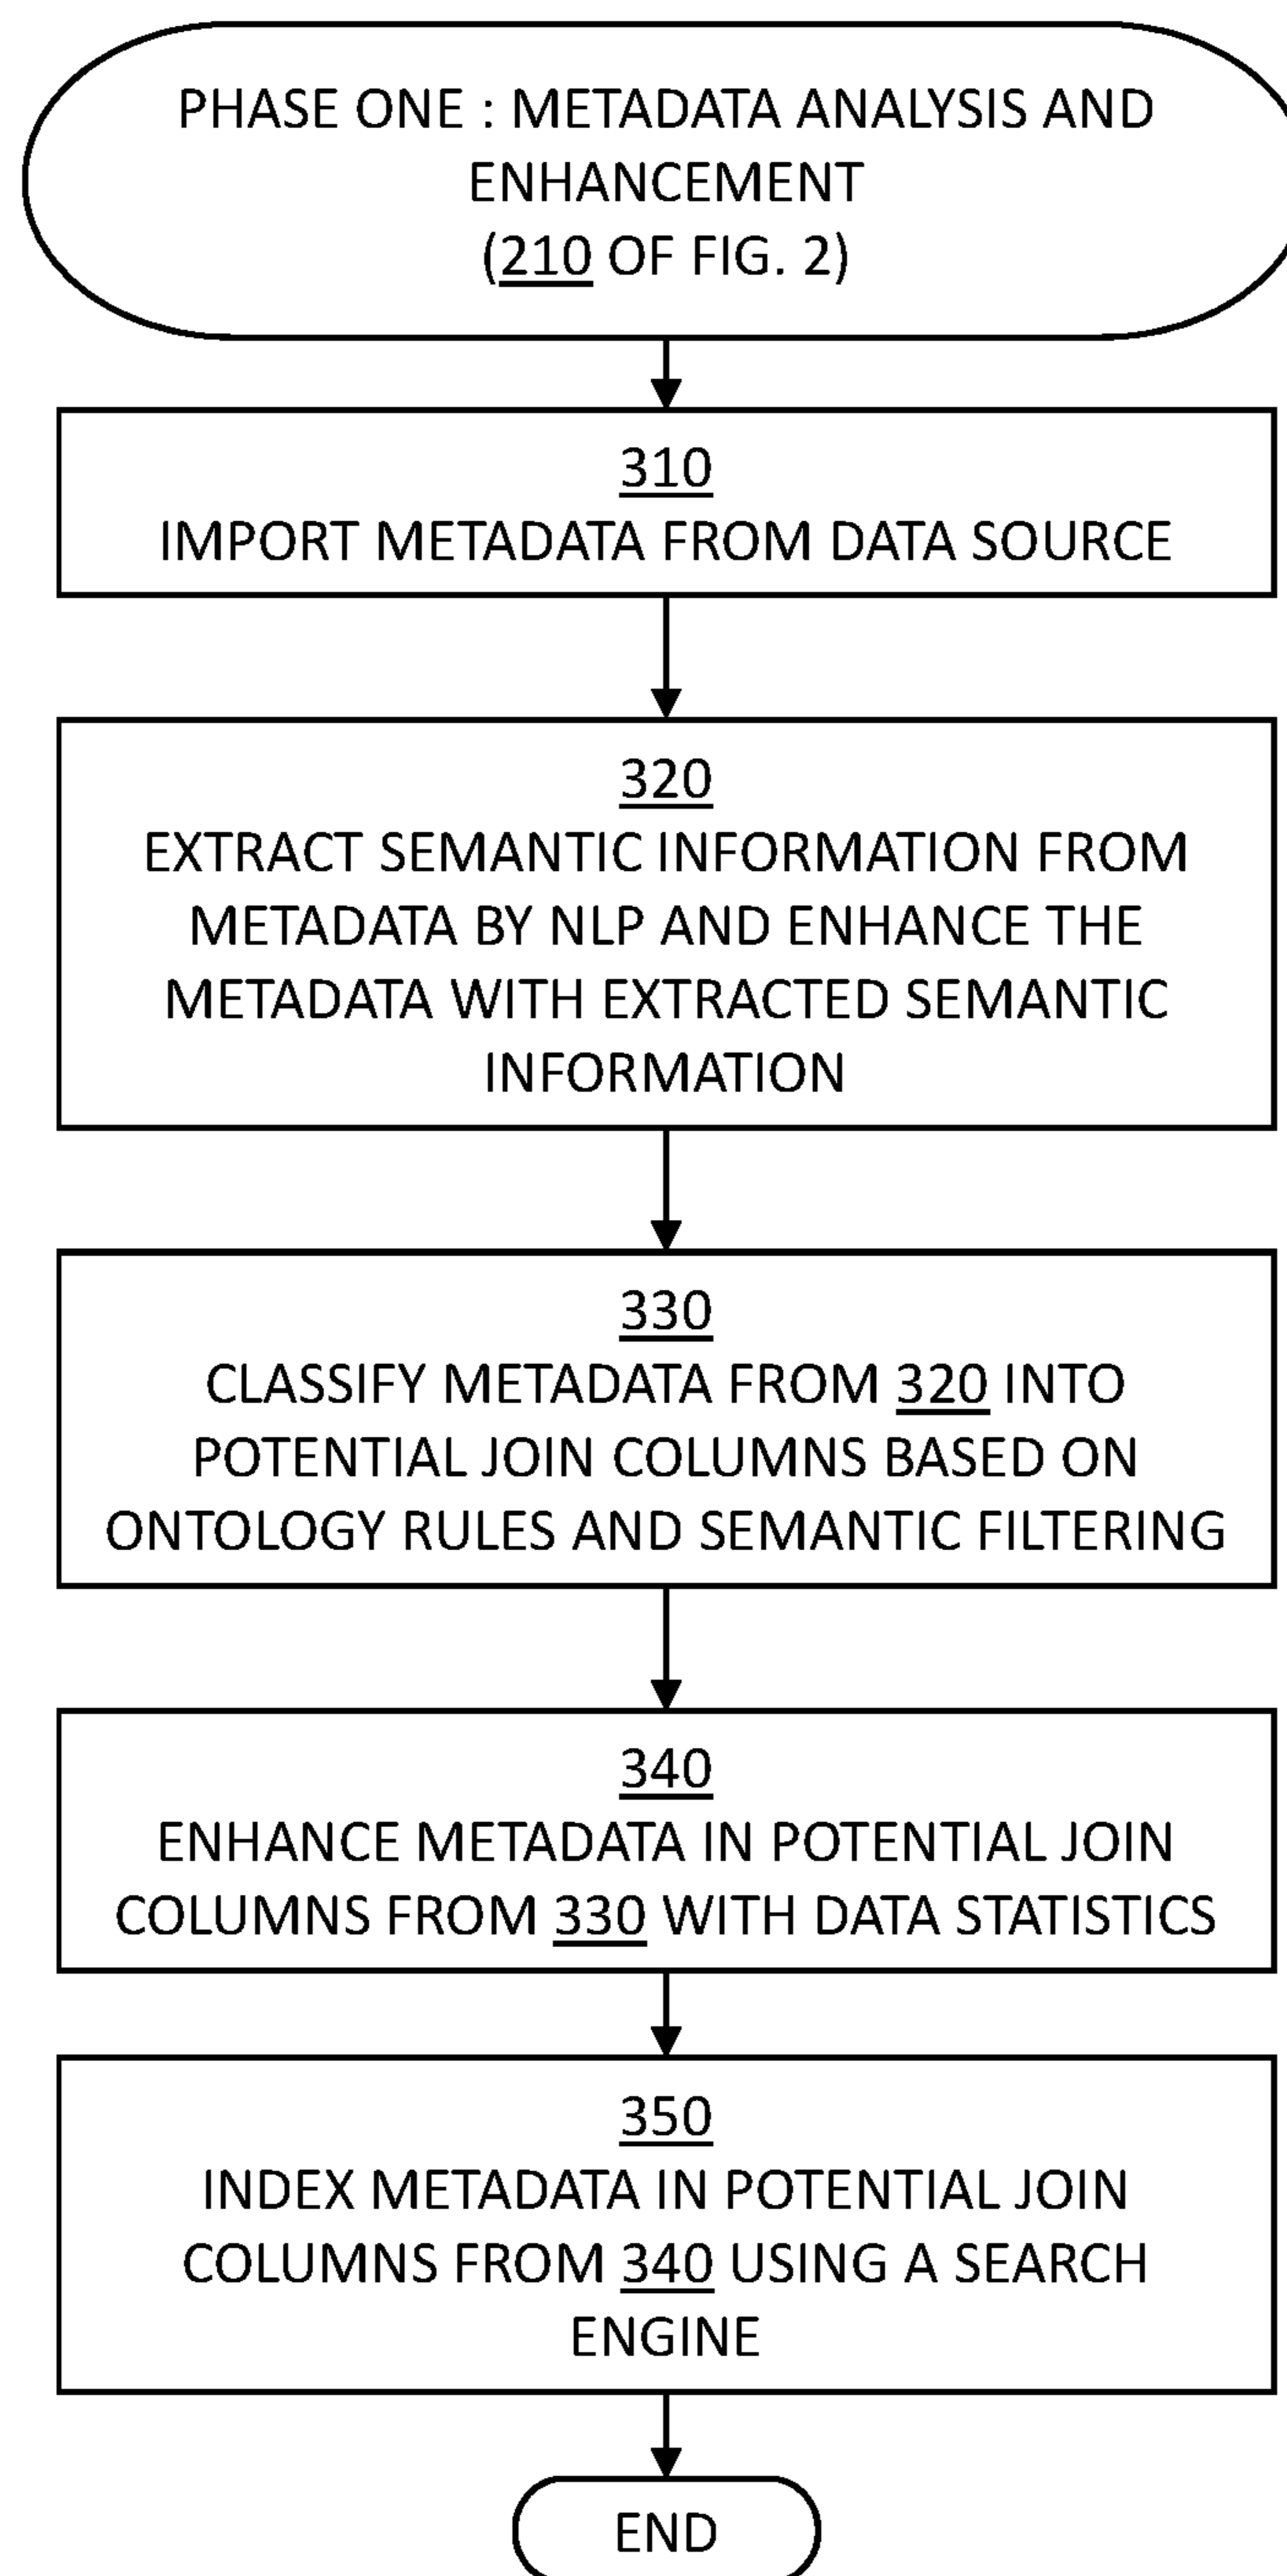 PHASE ONE : METADATA ANALYSIS AND
ENHANCEMENT
(210 OF FIG. 2)
310
IMPORT METADATA FROM DATA SOURCE
320
EXTRACT SEMANTIC INFORMATION FROM
METADATA BY NLP AND ENHANCE THE
METADATA WITH EXTRACTED SEMANTIC
INFORMATION
330
CLASSIFY METADATA FROM 320 INTO
POTENTIAL JOIN COLUMNS BASED ON
ONTOLOGY RULES AND SEMANTIC FILTERING
340
ENHANCE METADATA IN POTENTIAL JOIN
COLUMNS FROM 330 WITH DATA STATISTICS
350
INDEX METADATA IN POTENTIAL JOIN
COLUMNS FROM 340 USING A SEARCH
ENGINE
END